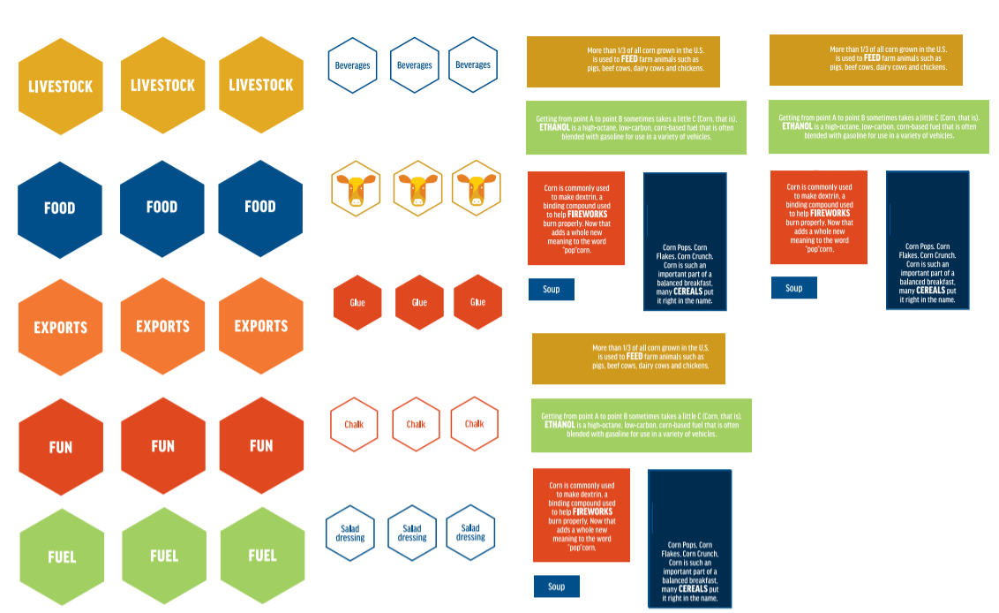 LIVESTOCK
LIVESTOCK
LIVESTOCK
FOOD
FOOD
FOOD
EXPORTS
EXPORTS
EXPORTS
FUN
FUN
FUN
FUEL
FUEL
FUEL
Beverages
Beverages
Beverages
Glue
Glue
Glue
Chalk
Chalk
Chalk
Salad
dressing
Salad
dressing
Salad
dressing
More than 1/3 of all corn grown in the U.S.
is used to FEED farm animals such as
pigs, beef cows, dairy cows and chickens.
Getting from point A to point B sometimes takes a little C (Corn, that is).
ETHANOL is a high-octane, low-carbon, corn-based fuel that is often
blended with gasoline for use in a variety of vehicles.
Corn is commonly used
to make dextrin, a
binding compound used
to help FIREWORKS
burn properly. Now that
adds a whole new
meaning to the word
"pop"corn.
Soup
Corn Pops. Corn
Flakes. Corn Crunch.
Corn is such an
important part of a
balanced breakfast,
many CEREALS put
it right in the name.
More than 1/3 of all corn grown in the U.S.
is used to FEED farm animals such as
pigs, beef cows, dairy cows and chickens.
Getting from point A to point B sometimes takes a little C (Corn, that is).
ETHANOL is a high-octane, low-carbon, corn-based fuel that is often
blended with gasoline for use in a variety of vehicles.
Corn is commonly used
to make dextrin, a
binding compound used
to help FIREWORKS
burn properly. Now that
adds a whole new
meaning to the word
"pop"corn.
Soup
Corn Pops. Corn
Flakes. Corn Crunch.
Corn is such an
important part of a
balanced breakfast,
many CEREALS put
it right in the name.
More than 1/3 of all corn grown in the U.S.
is used to FEED farm animals such as
pigs, beef cows, dairy cows and chickens.
Getting from point A to point B sometimes takes a little C (Corn, that is).
ETHANOL is a high-octane, low-carbon, corn-based fuel that is often
blended with gasoline for use in a variety of vehicles.
Corn is commonly used
to make dextrin, a
binding compound used
to help FIREWORKS
burn properly. Now that
adds a whole new
meaning to the word
"pop"corn.
Soup
Corn Pops. Corn
Flakes. Corn Crunch.
Corn is such an
important part of a
balanced breakfast,
many CEREALS put
it right in the name.